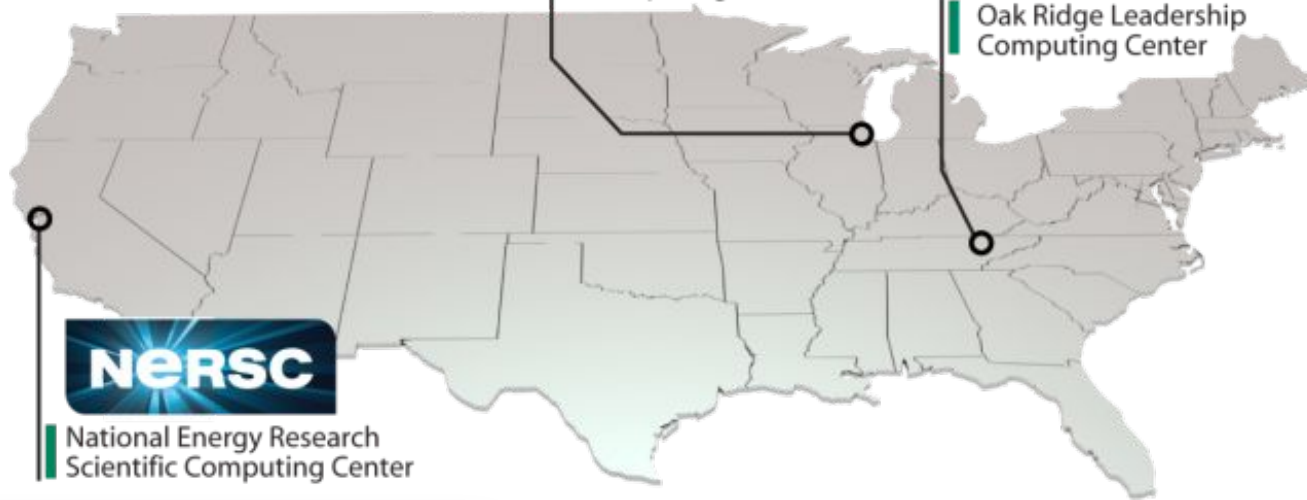 Oak Ridge Leadership
Computing Center
NERSC
National Energy Research
Scientific Computing Center